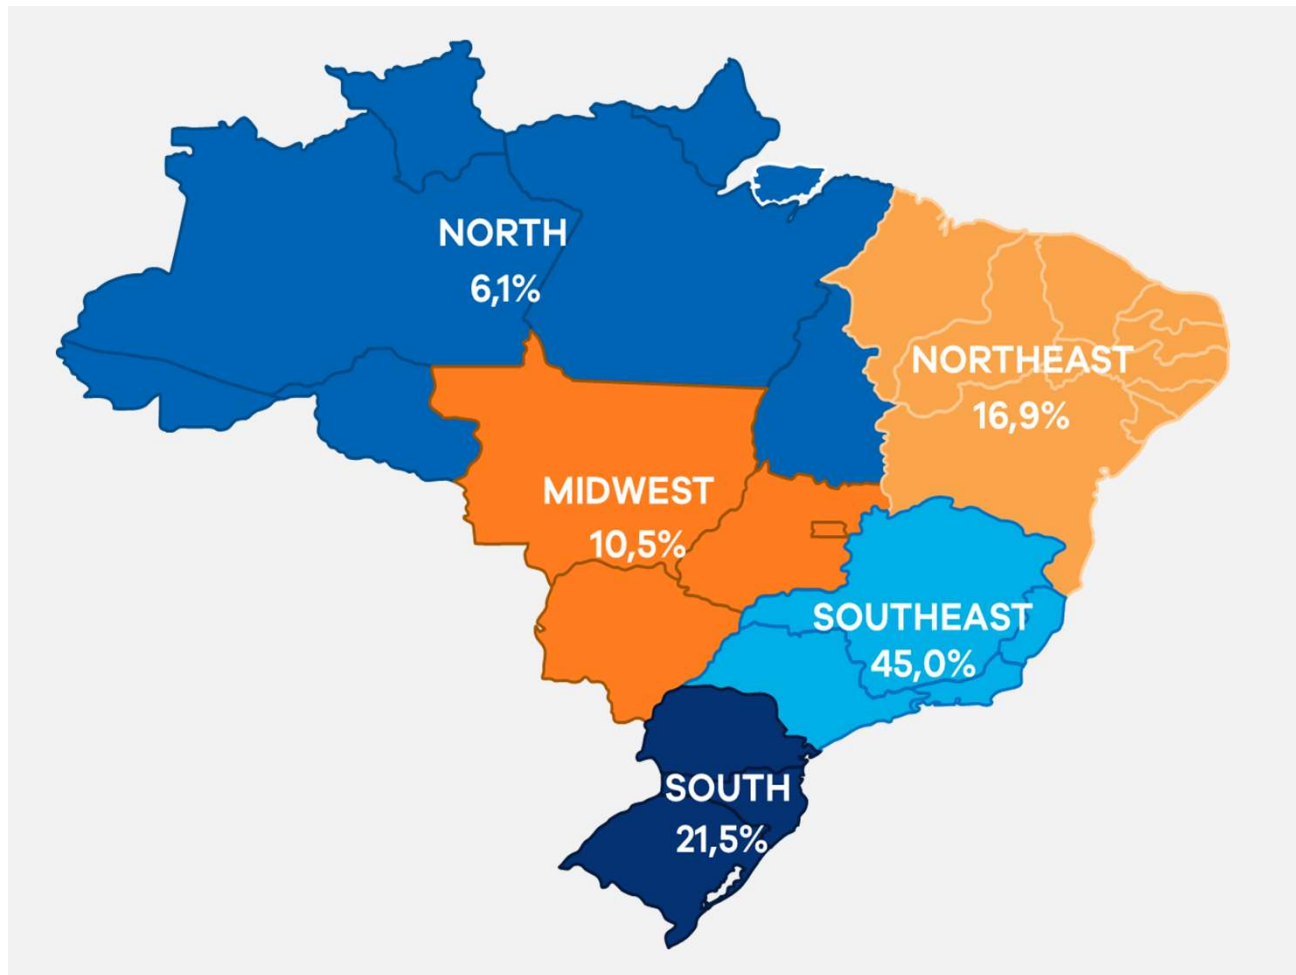 NORTH
6,1%
NORTHEAST
16,9%
MIDWEST
10,5%
SOUTHEAST
45,0%
SOUTH
21,5%